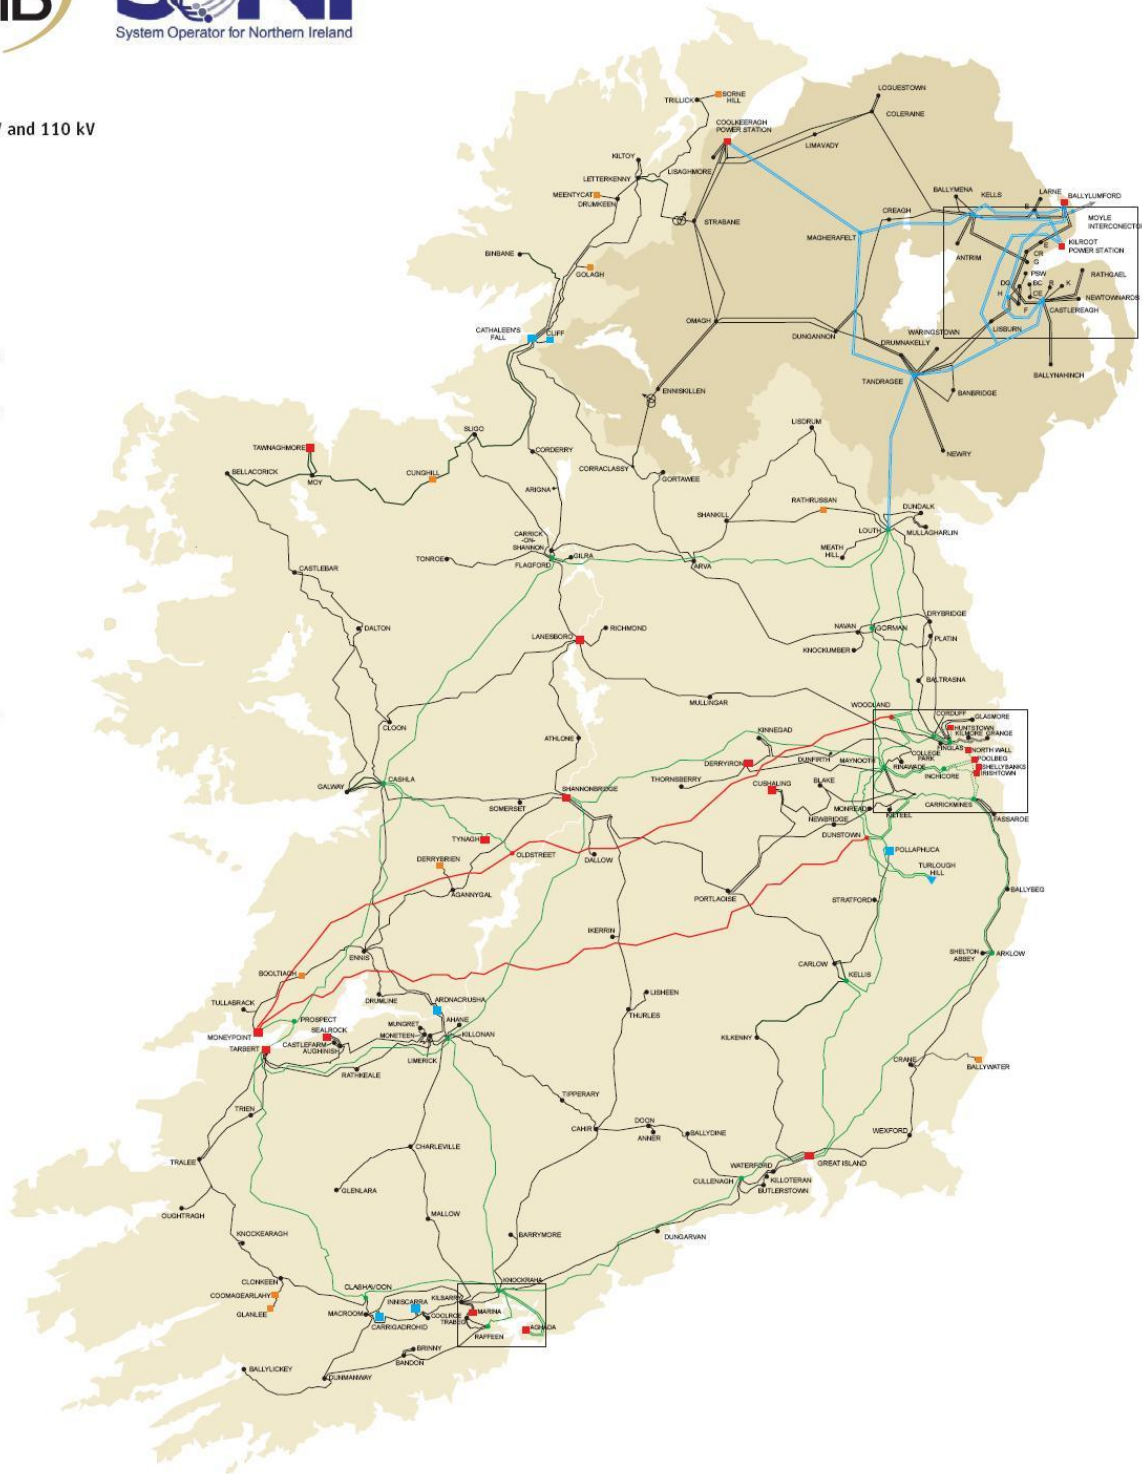 System Operator for Northern Ireland
and 110 kV
LOGUESTOWN
SORNE
HILL
TRILLICK
COLERAINE
COOLKEERAGH
POWER STATION
LIMAVADY
KILTOY
LISAGHMORE
LETTERKENNY
MEENTYCAT
DRUMKEEN
BALLYMENA
KELLS
LARNE
BALLYLUMFORD
CREAGH
MOYLE
STRABANE
MAGHERAFELT
KILROOT
POWER STATION
E
CR
G
BINBANE
ANTRIM
GOLAGH
PSW
RATHGAEL
DO
BC
R
K
H
CE
NEWTOWNARDS
F
CASTLEREAGH
OMAGH
CATHALEEN'S
FALL
CLIFF
DUNGANNON
WARINGSTOWN
DRUMNAKELLY
LISBURN
BALLYNAHINCH
TANDRAGEE
ENNISKILLEN
BANBRIDGE
LISDRUM
SLIGO
TAWNAGHMORE
CORDERRY
NEWRY
BELLACORICK
CUNGHILL
CORRACLASSY
GORTAWEE
MOY
ARIGNA
RATHRUSSAN
SHANKILL
DUNDALK
LOUTH
MULLAGHARLIN
CARRICK
-ON-
SHANNON
TONROE
GILRA
FLAGFORD
MEATH
HILL
ARVA
CASTLEBAR
DRYBRIDGE
DALTON
RICHMOND
NAVAN
GORMAN
LANESBORO
PLATIN
KNOCKUMBER
BALTRASNA
MULLINGAR
WOODLAND
CLOON
CORDUFF
GLASMORE
HUNTSTOWN
KILMORE
GRANGE
ATHLONE
KINNEGAD
FINGLAS
NORTH WALL
DUNFIRTH
COLLEGE
PARK
POOLBEG
DERRYIRON
MAYNOOTH
RINAWADE
SHELLYBANKS
INCHICORE
IRISHTOWN
CASHLA
GALWAY
THORNSBERRY
CUSHALING
BLAKE
SHANNONBRIDGE
SOMERSET
MONREAD
CARRICKMINES
KILTEEL
FASSAROE
NEWBRIDGE
TYNAGH
DUNSTOWN
OLDSTREET
POLLAPHUCA
DERRYBRIEN
DALLOW
TURLOUGH
HILL
AGANNYGAL
PORTLAOISE
STRATFORD
BALLYBEG
IKERRIN
ENNIS
SHELTON
ABBEY
ARKLOW
CARLOW
BOOLTIAGH
KELLIS
DRUMLINE
ARDNACRUSHA
LISHEEN
TULLABRACK
THURLES
PROSPECT
MUNGRET
AHANE
SEALROCK
MONETEEN
KILLONAN
MONEYPOINT
KILKENNY
CASTLEFARM
AUGHINISH
TARBERT
LIMERICK
CRANE
BALLYWATER
RATHKEALE
TIPPERARY
TRIEN
DOON
CAHIR
BALLYDINE
ANNER
WEXFORD
CHARLEVILLE
TRALEE
WATERFORD
GREAT ISLAND
CULLENAGH
KILLOTERAN
BUTLERSTOWN
GLENLARA
OUGHTRAGH
MALLOW
KNOCKEARAGH
BARRYMORE
DUNGARVAN
CLONKEEN
KNOCKRAHA
CLASHAVOON
COOMAGEARLAHY
INNISCARRA
KILBARRY
GLANLEE
MACROOM
COOLROE
MARINA
TRABEG
CARRIGADROHID
AGHADA
RAFFEEN
BRINNY
BANDON
BALLYLICKEY
DUNMANWAY